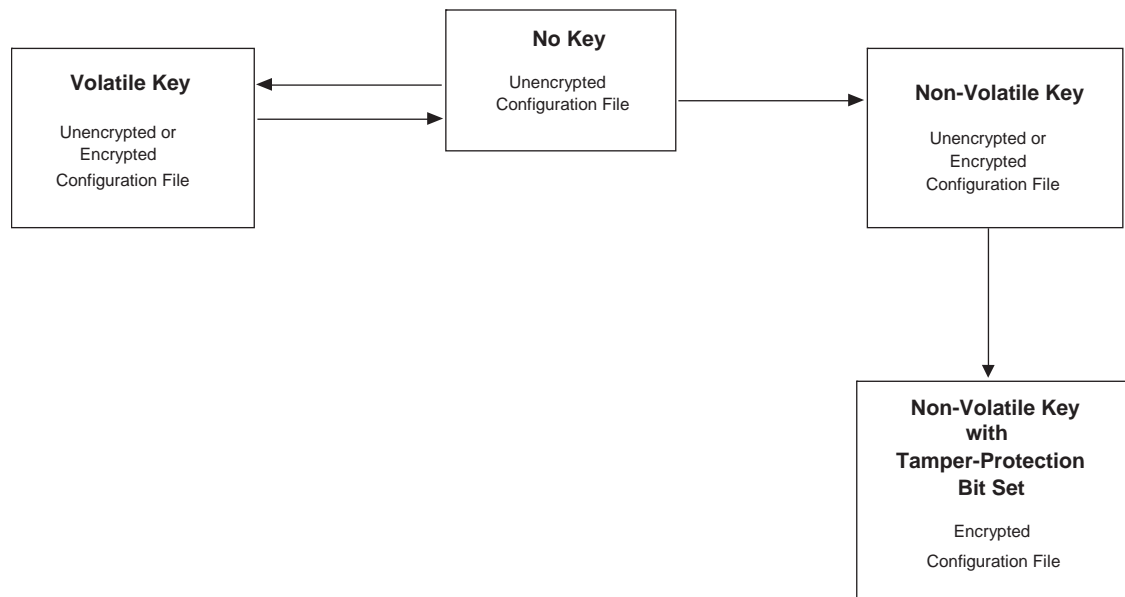 Volatile Key
Unencrypted or
Encrypted
Configuration File
No Key
Unencrypted
Configuration File
Non-Volatile Key
Unencrypted or
Encrypted
Configuration File
Non-Volatile Key
with
Tamper-Protection
Bit Set
Encrypted
Configuration File